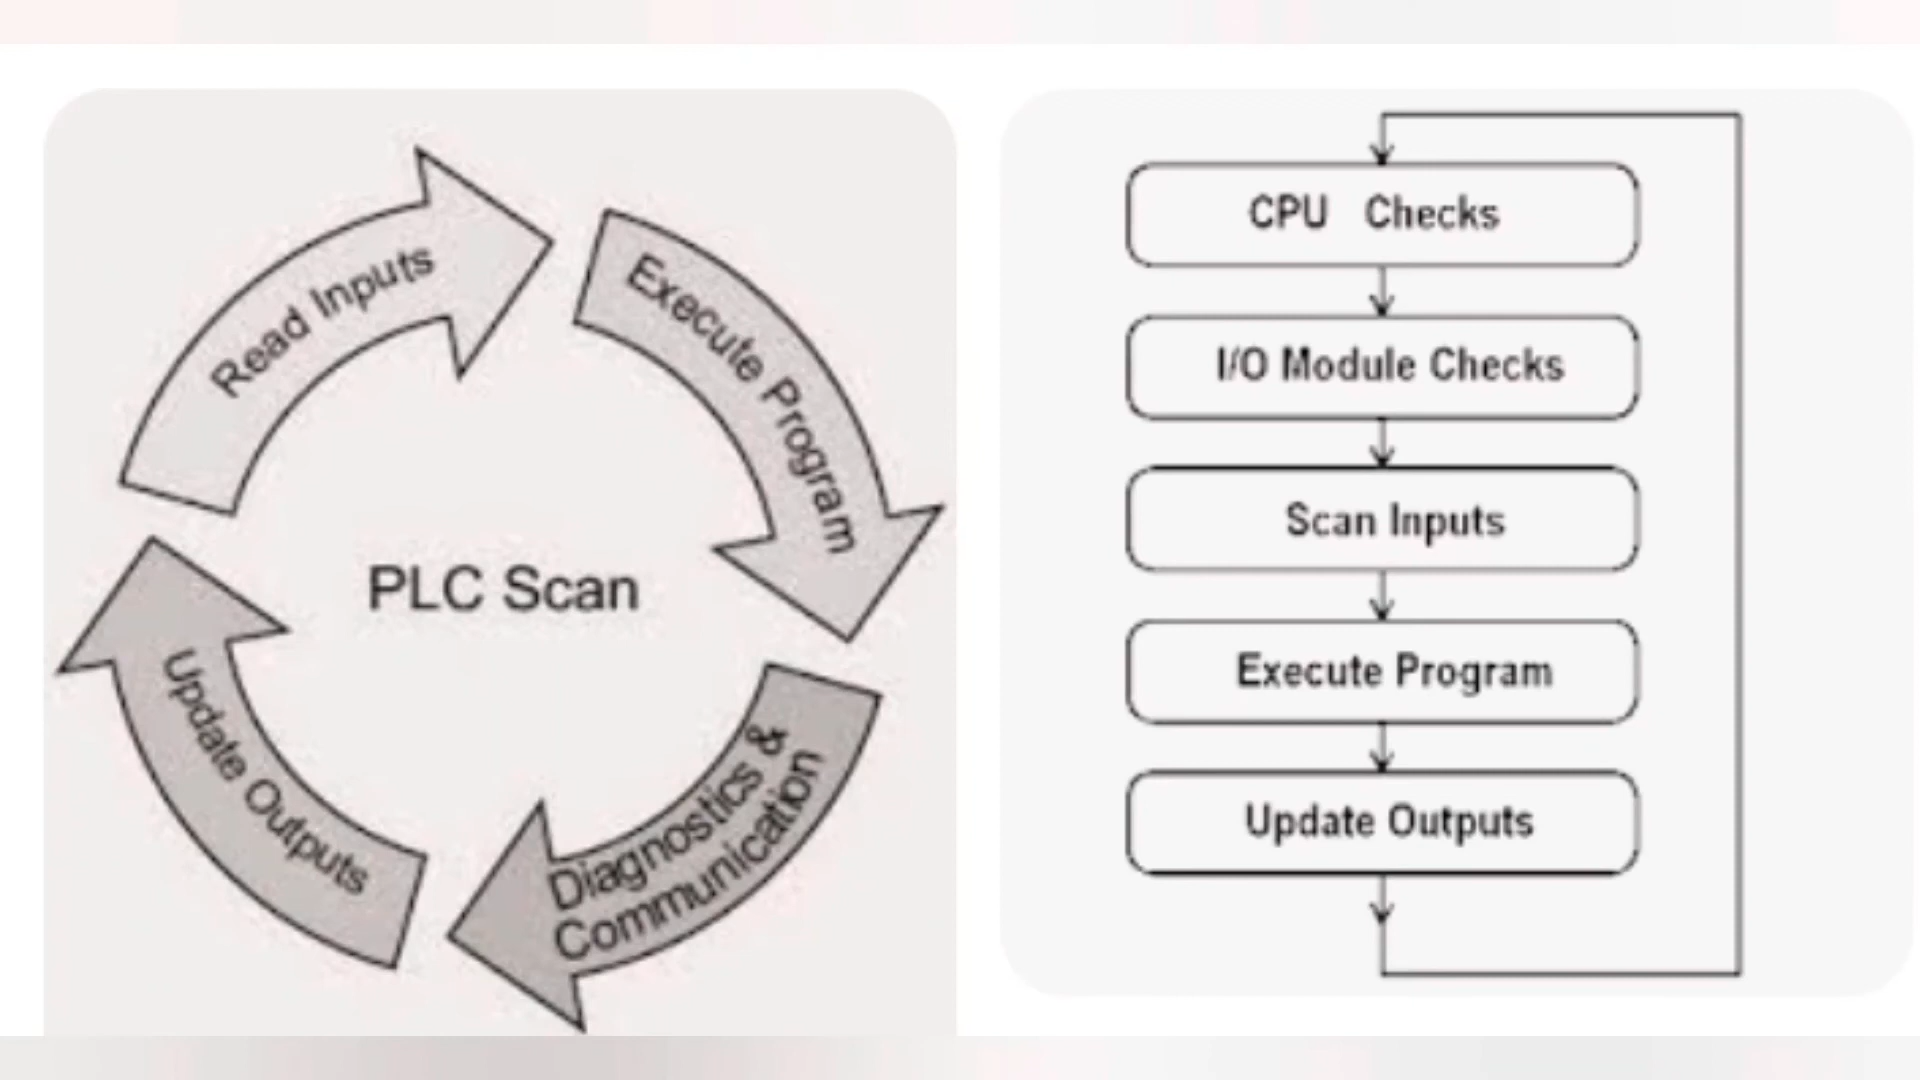 Read Inputs
Execute Program
PLC Scan
Diagnostics &
Communication
Update Outputs
CPU Checks
I/O Module Checks
Scan Inputs
Execute Program
Update Outputs